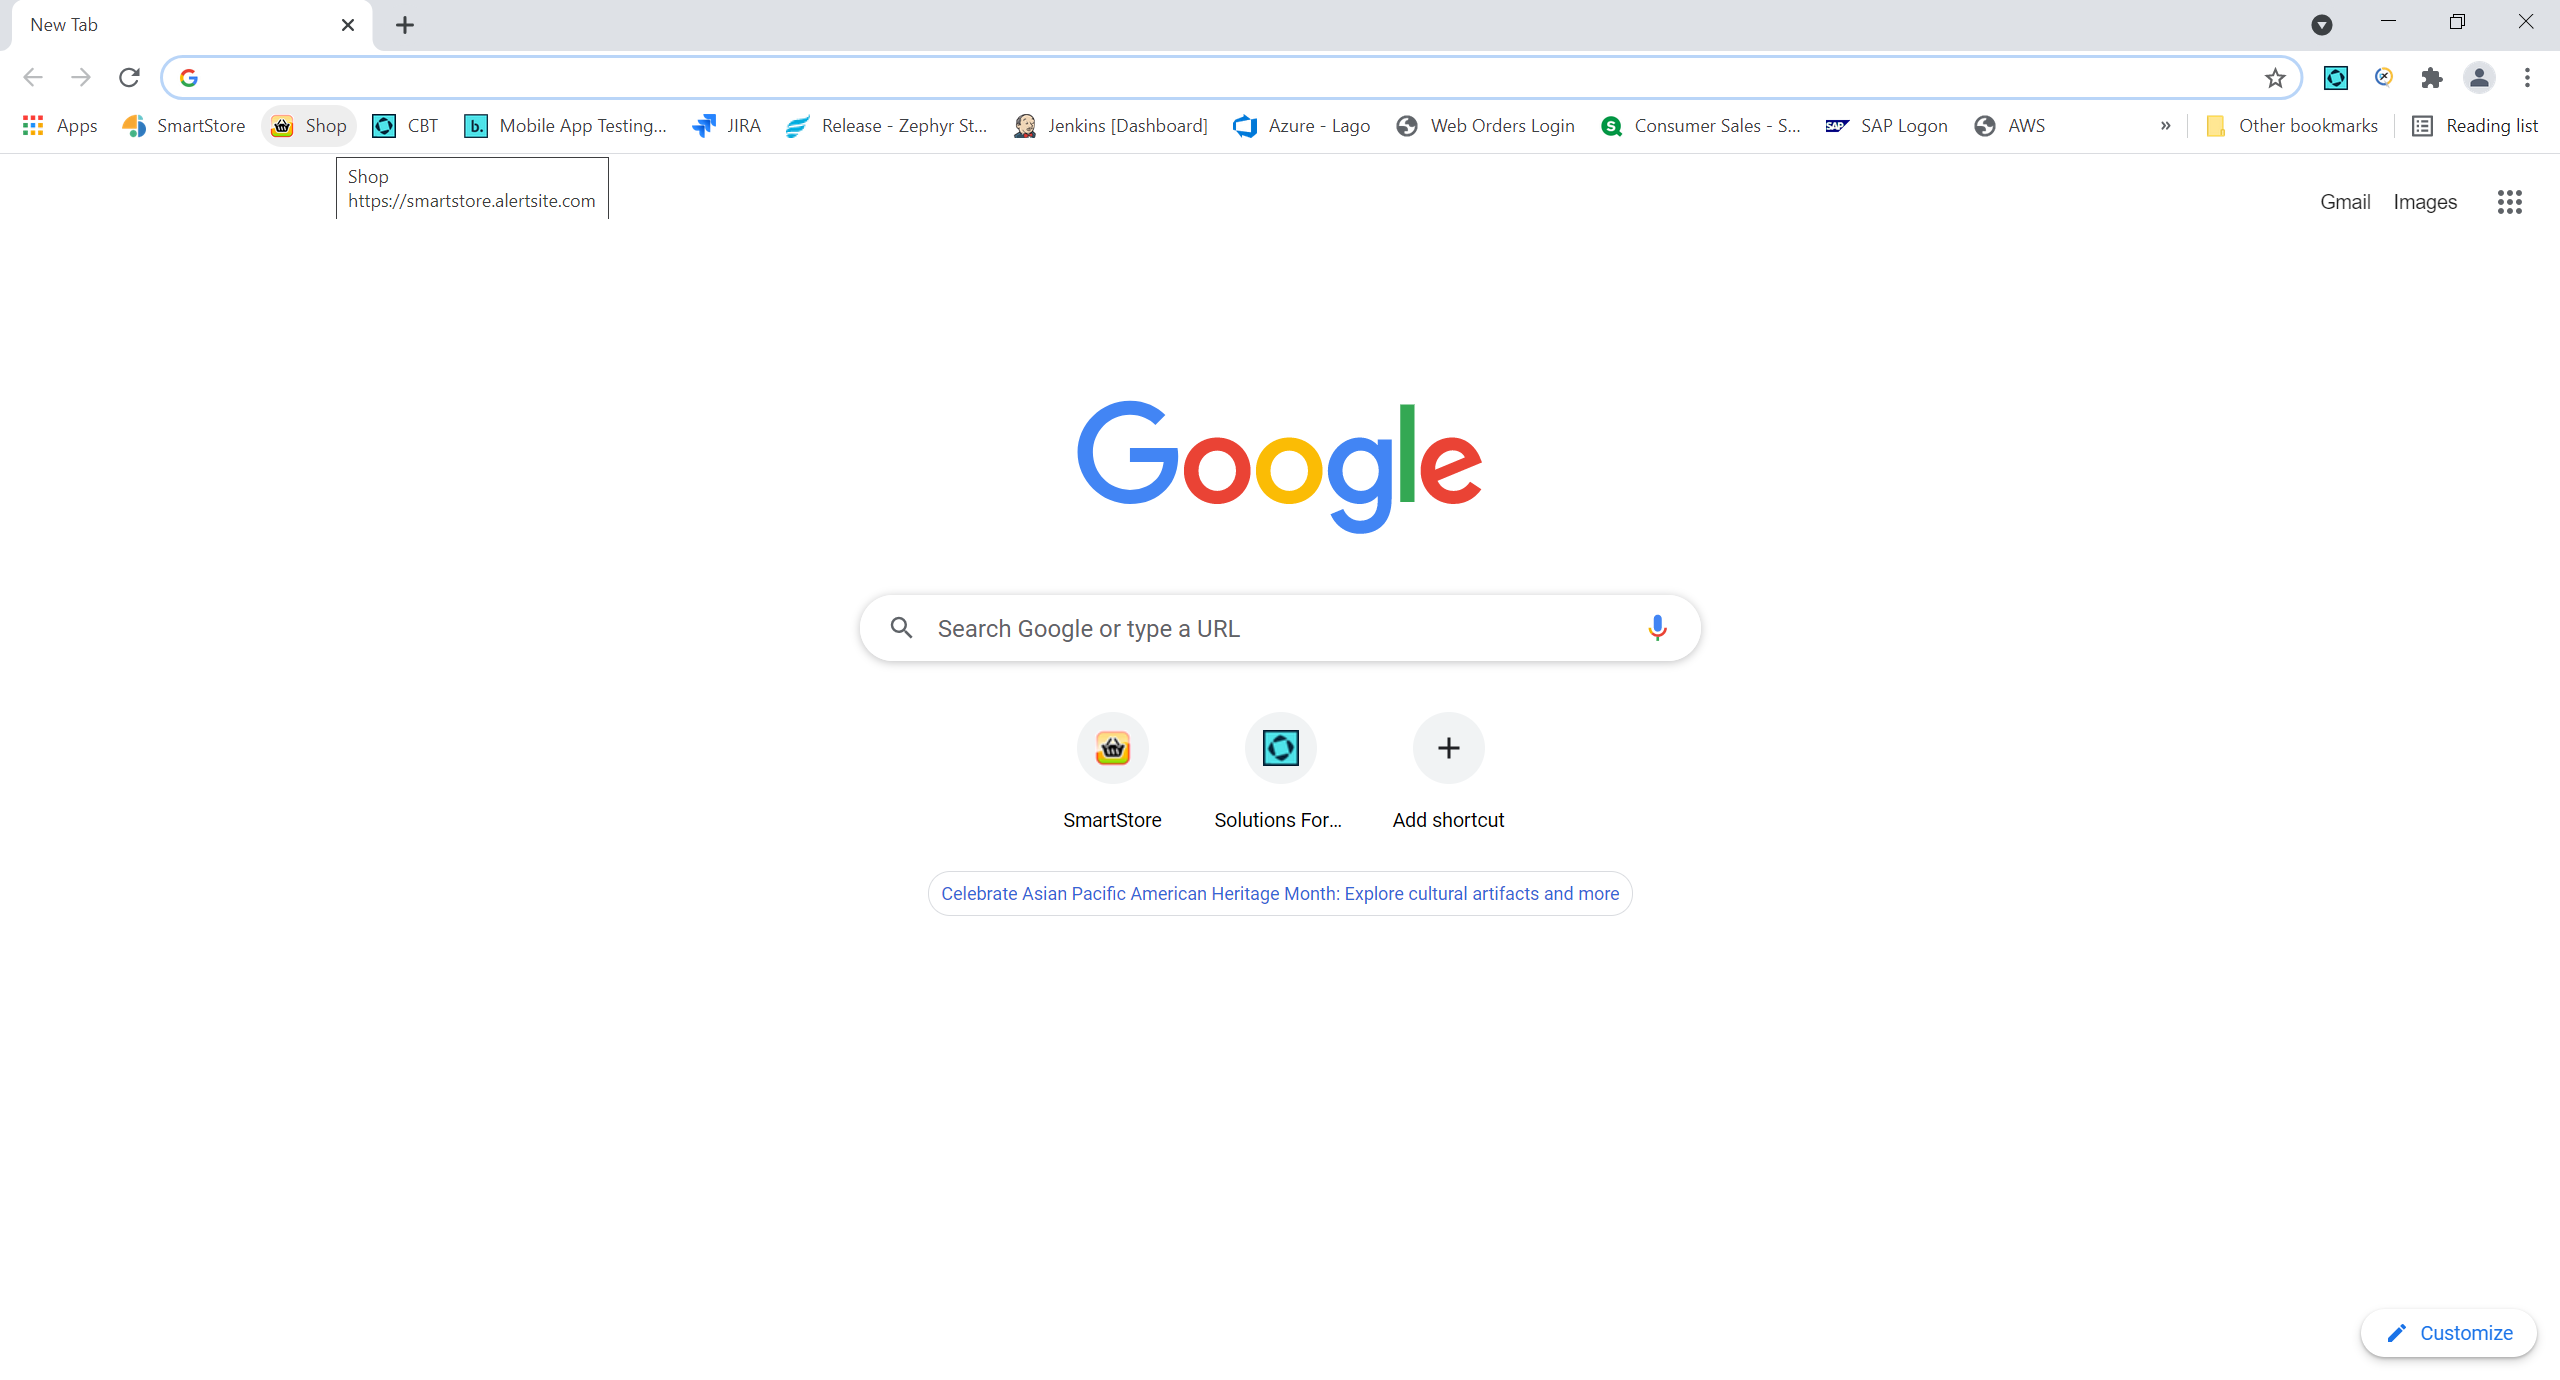 New Tab
Apps SmartStore Shop CBT b. Mobile App Testing... JIRA Release - Zephyr St... Jenkins [Dashboard] Azure - Lago Web Orders Login S Consumer Sales - S... SAP SAP Logon AWS » Other bookmarks Reading list
Shop
https://smartstore.alertsite.com
Gmail Images
Google
Search Google or type a URL
SmartStore Solutions For... Add shortcut
Celebrate Asian Pacific American Heritage Month: Explore cultural artifacts and more
Customize